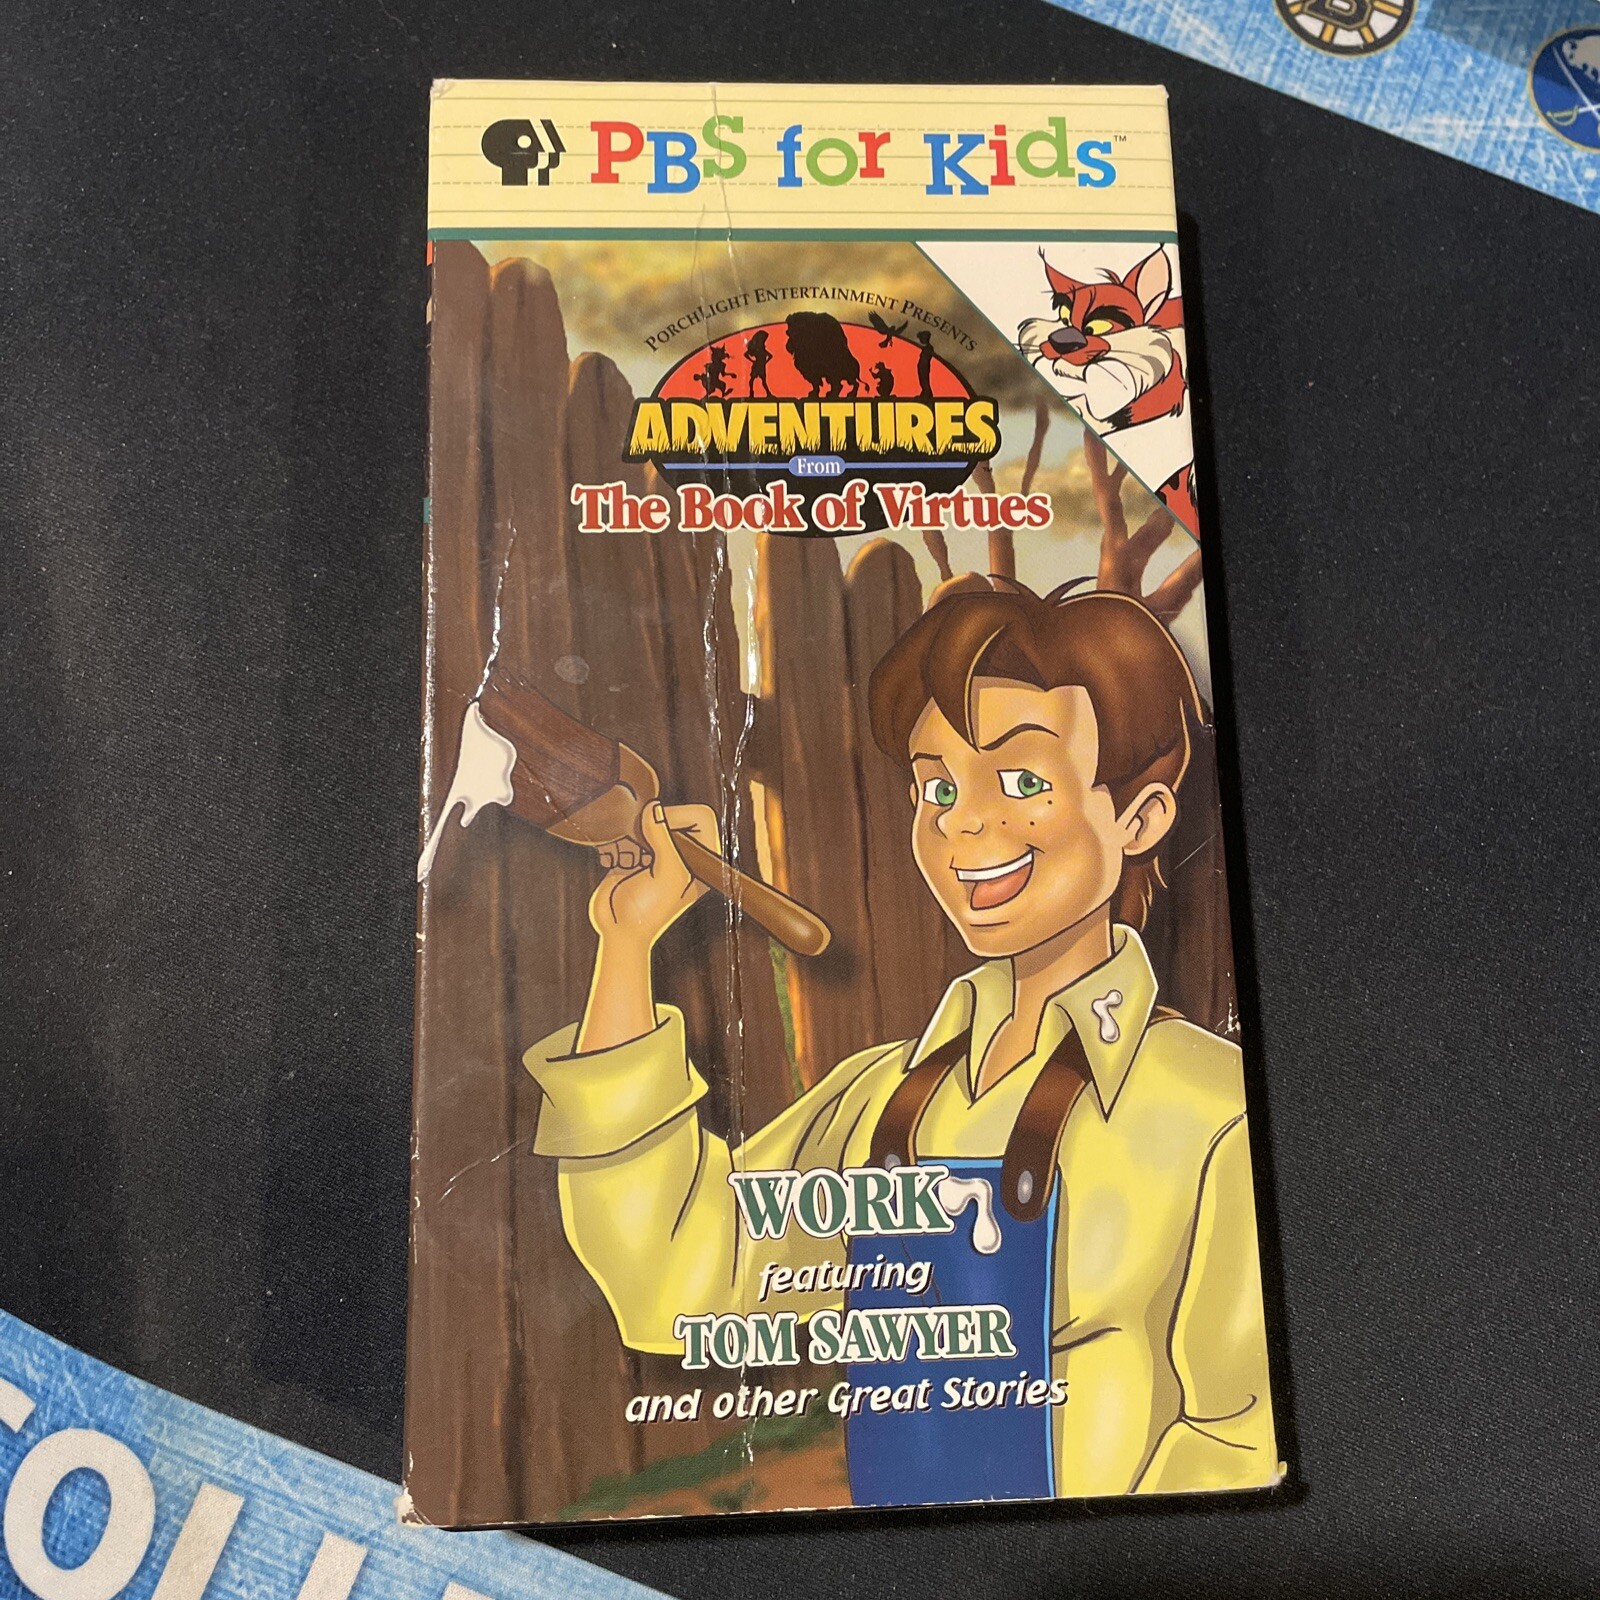 PBS for Kids™
PORCHLIGHT ENTERTAINMENT PRESENTS
ADVENTURES
From
The Book of Virtues
WORK
featuring
TOM SAWYER
and other Great Stories